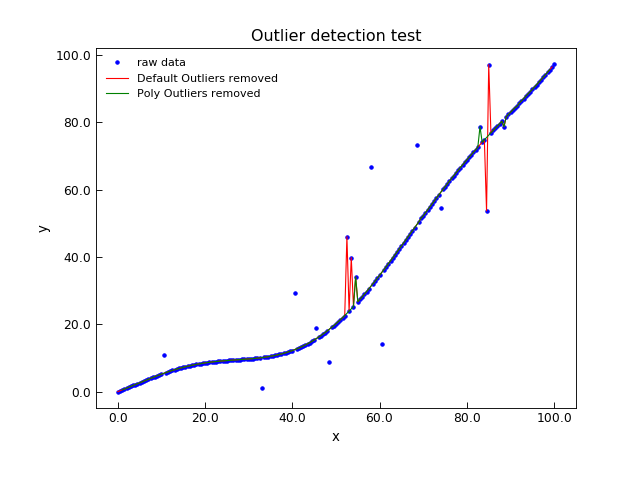 Outlier detection test
100.0
raw data
Default Outliers removed
Poly Outliers removed
80.0
60.0
y
40.0
20.0
0.0
0.0 20.0 40.0 60.0 80.0 100.0
x